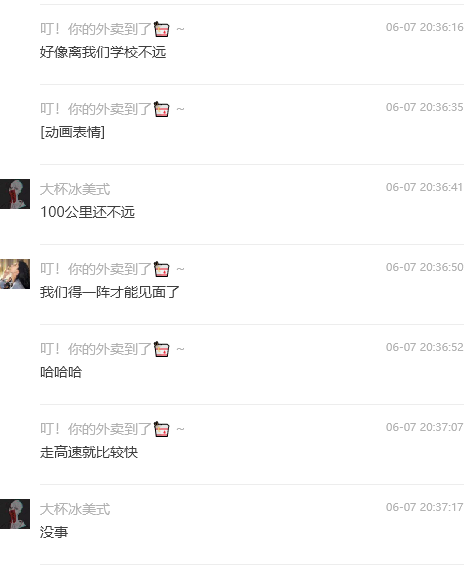 叮！你的外卖到了 ~ 06-07 20:36:16
好像离我们学校不远
叮！你的外卖到了 ~ 06-07 20:36:35
[动画表情]
大杯冰美式 06-07 20:36:41
100公里还不远
叮！你的外卖到了 ~ 06-07 20:36:50
我们得一阵才能见面了
叮！你的外卖到了 ~ 06-07 20:36:52
哈哈哈
叮！你的外卖到了 ~ 06-07 20:37:07
走高速就比较快
大杯冰美式 06-07 20:37:17
没事